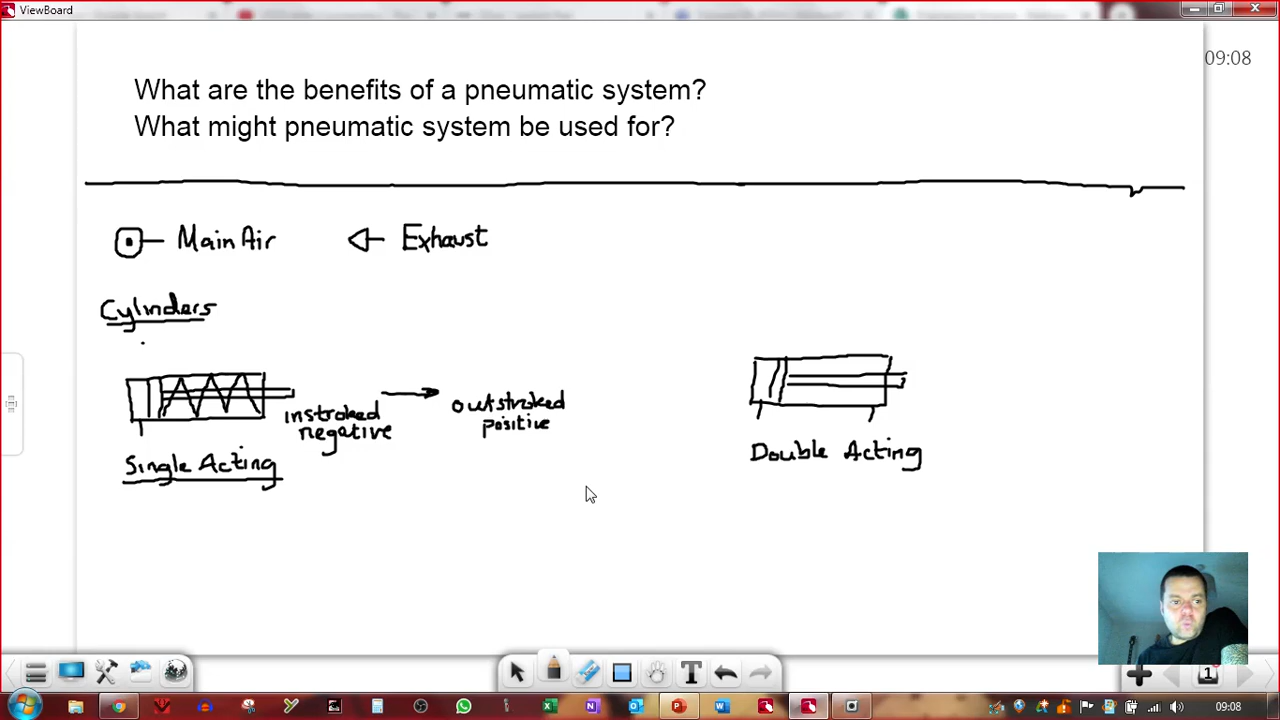 ViewBoard
09:08
What are the benefits of a pneumatic system?
What might pneumatic system be used for?
Main Air
Exhaust
Cylinders
instroked
negative
outstroked
positive
Single Acting
Double Acting
T
1
09:08